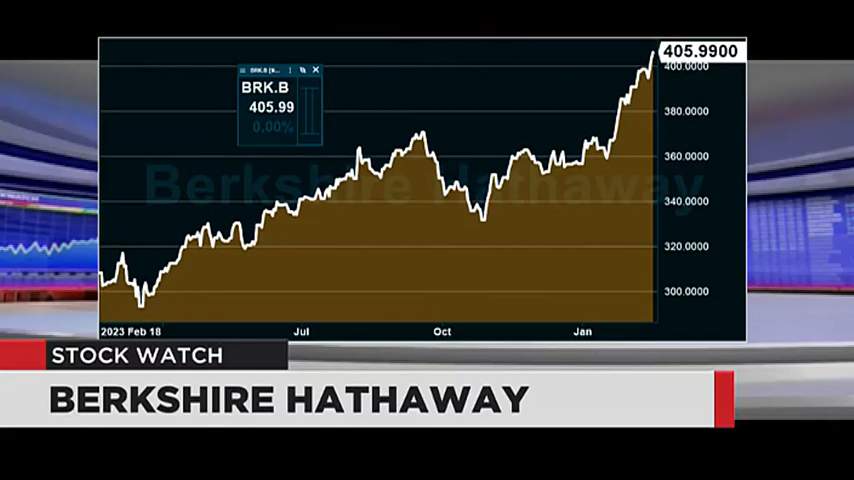 405.9900
400.0000
BRK.B
BRK.B
405.99
0.00%
380.0000
360.0000
Berkshire Hathaway
340.0000
320.0000
300.0000
2023 Feb 18 Jul Oct Jan
STOCK WATCH
BERKSHIRE HATHAWAY